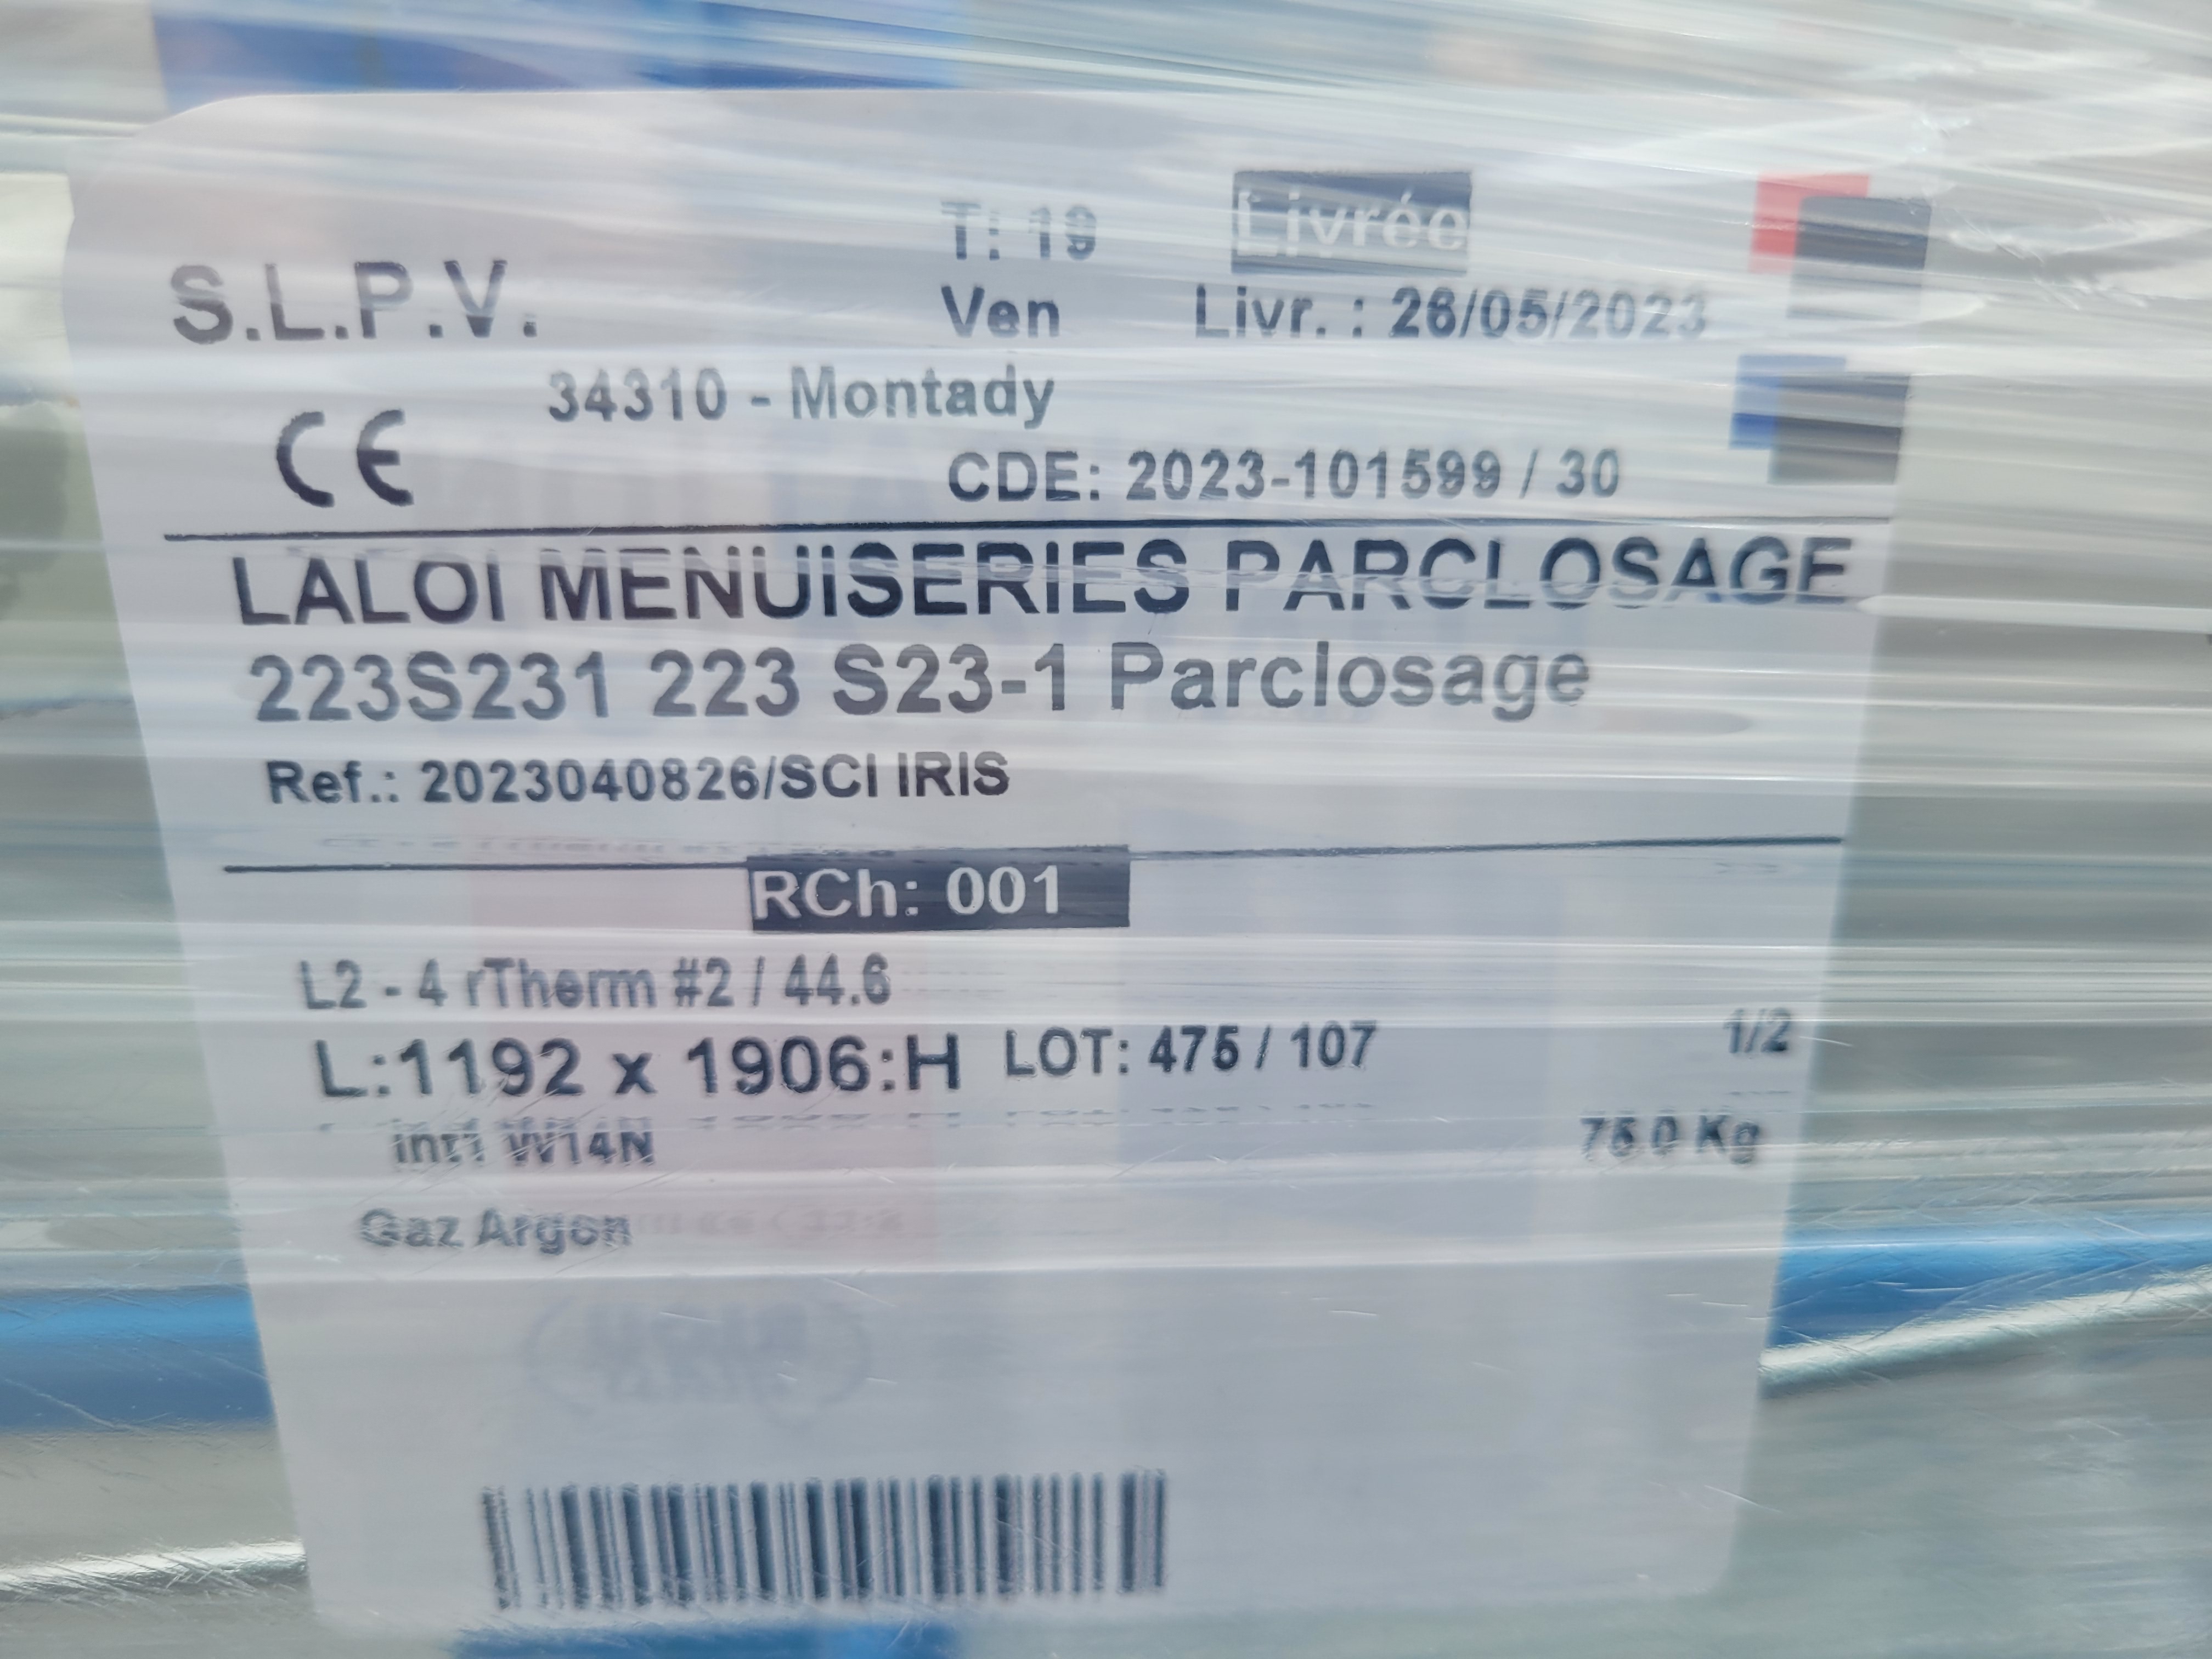 T: 19 Livrée
S.L.P.V. Ven Livr. : 26/05/2023
34310 - Montady
CE CDE: 2023-101599 / 30
LALOI MENUISERIES PARCLOSAGE
223S231 223 S23-1 Parclosage
Ref.: 2023040826/SCI IRIS
RCh: 001
L2 - 4 rTherm #2 / 44.6
L:1192 x 1906:H LOT: 475 / 107 1/2
W14N Kg
Gaz Argon